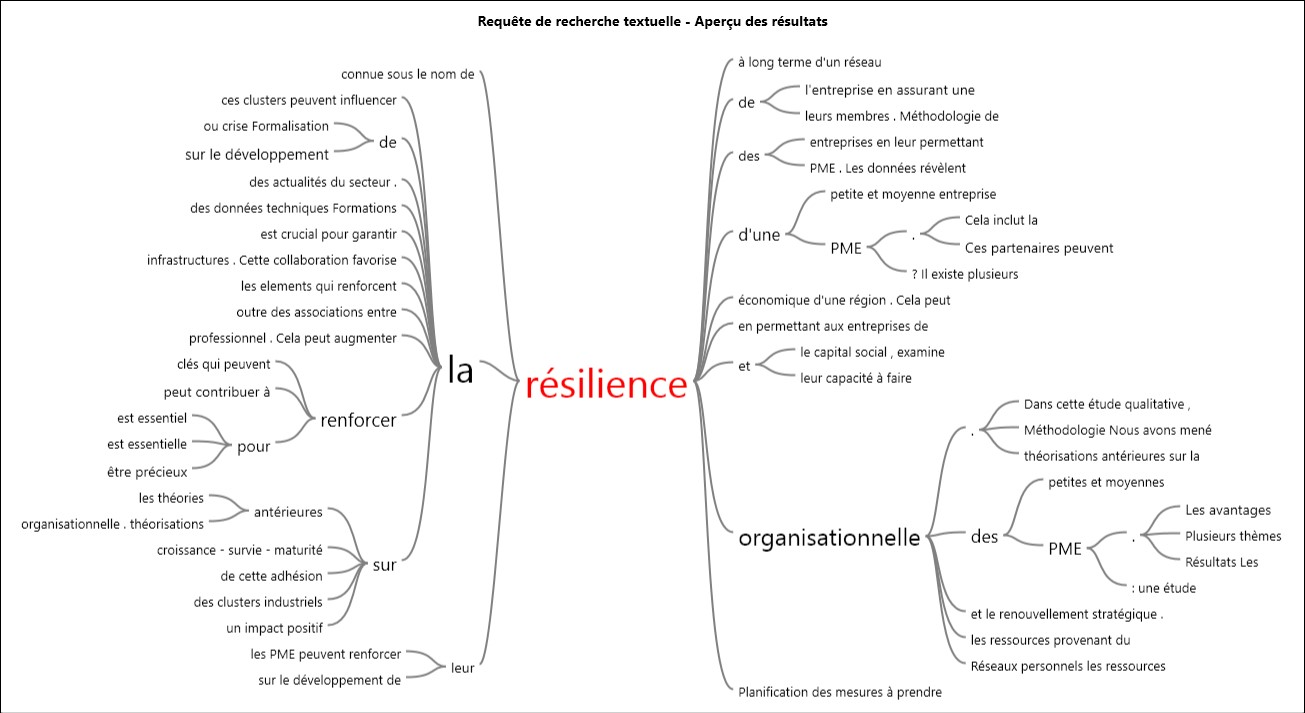 Requête de recherche textuelle - Aperçu des résultats
connue sous le nom de
ces clusters peuvent influencer
ou crise Formalisation
sur le développement
de
des actualités du secteur .
des données techniques Formations
est crucial pour garantir
infrastructures . Cette collaboration favorise
les elements qui renforcent
outre des associations entre
professionnel . Cela peut augmenter
clés qui peuvent
peut contribuer à
est essentiel
est essentielle
être précieux
pour
renforcer
les théories
organisationnelle . théorisations
antérieures
croissance - survie - maturité
de cette adhésion
des clusters industriels
un impact positif
sur
la
les PME peuvent renforcer
sur le développement de
leur
résilience
à long terme d'un réseau
de
l'entreprise en assurant une
leurs membres . Méthodologie de
des
entreprises en leur permettant
PME . Les données révèlent
d'une
petite et moyenne entreprise
PME
.
Cela inclut la
Ces partenaires peuvent
? Il existe plusieurs
économique d'une région . Cela peut
en permettant aux entreprises de
et
le capital social , examine
leur capacité à faire
organisationnelle
.
Dans cette étude qualitative ,
Méthodologie Nous avons mené
théorisations antérieures sur la
des
petites et moyennes
PME
.
Les avantages
Plusieurs thèmes
Résultats Les
: une étude
et le renouvellement stratégique .
les ressources provenant du
Réseaux personnels les ressources
Planification des mesures à prendre